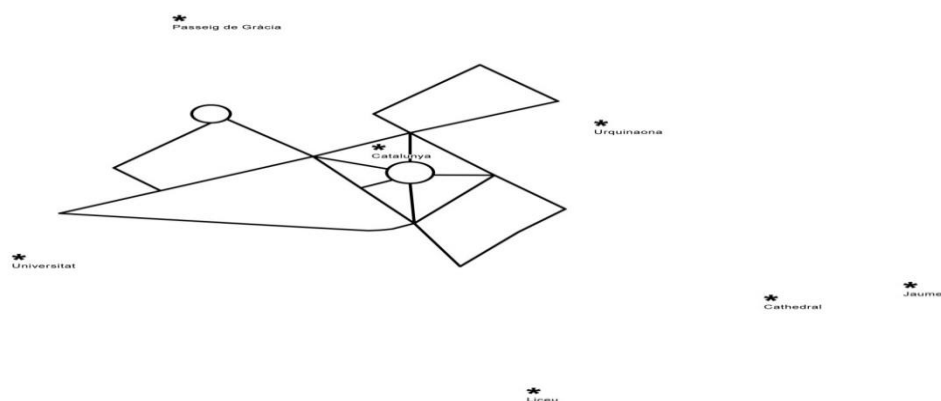 Passeig de Gràcia
Urquinaona
Catalunya
Universitat
Jaume
Cathedral
Liceu